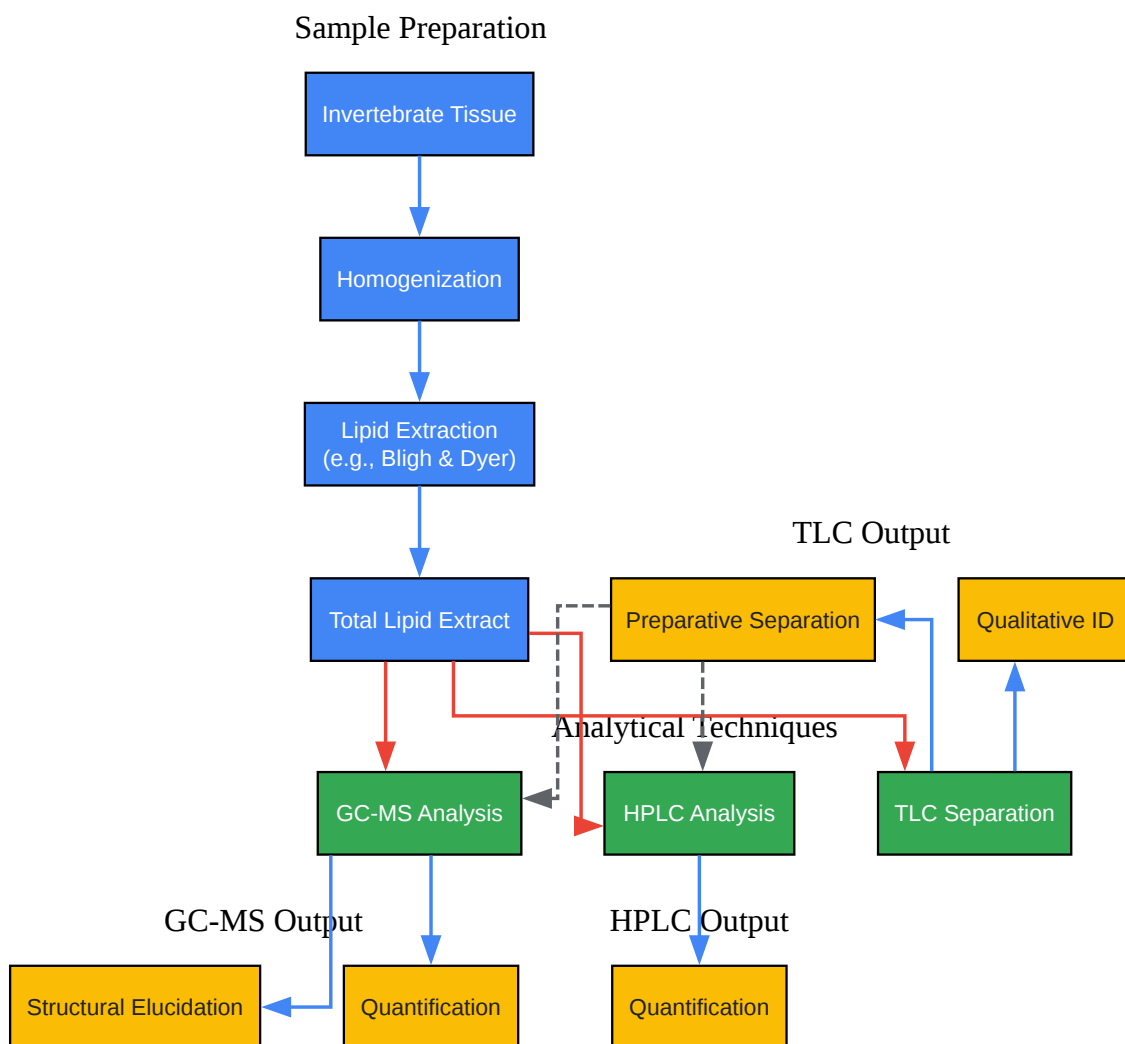 Sample Preparation
Invertebrate Tissue
Homogenization
Lipid Extraction
(e.g., Bligh & Dyer)
TLC Output
Total Lipid Extract
Preparative Separation
Qualitative ID
Analytical Techniques
GC-MS Analysis
HPLC Analysis
TLC Separation
GC-MS Output
HPLC Output
Structural Elucidation
Quantification
Quantification